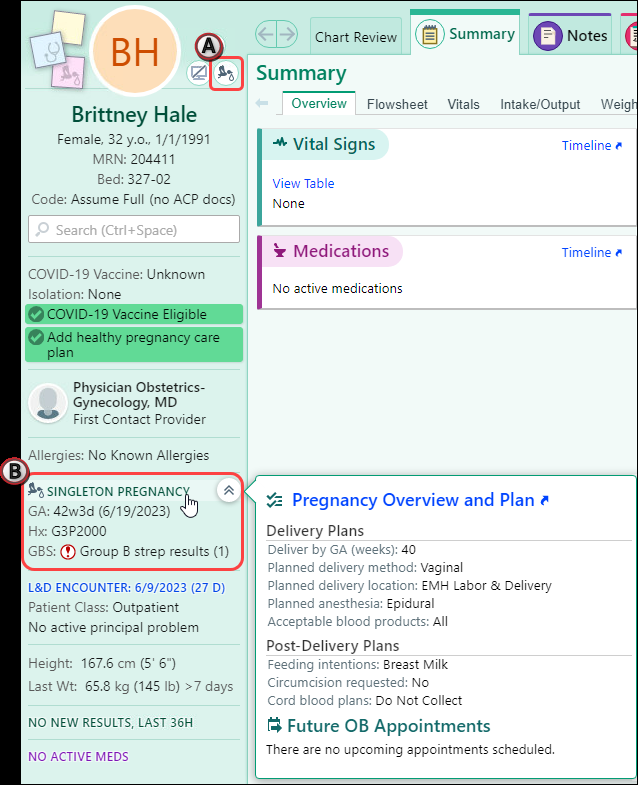 BH
A
Brittney Hale
Female, 32 y.o., 1/1/1991
MRN: 204411
Bed: 327-02
Code: Assume Full (no ACP docs)
Search (Ctrl+Space)
COVID-19 Vaccine: Unknown
Isolation: None
COVID-19 Vaccine Eligible
Add healthy pregnancy care
plan
Physician Obstetrics-
Gynecology, MD
First Contact Provider
Allergies: No Known Allergies
B
SINGLETON PREGNANCY
GA: 42w3d (6/19/2023)
Hx: G3P2000
GBS: Group B strep results (1)
L&D ENCOUNTER: 6/9/2023 (27 D)
Patient Class: Outpatient
No active principal problem
Height: 167.6 cm (5' 6")
Last Wt: 65.8 kg (145 lb) >7 days
NO NEW RESULTS, LAST 36H
NO ACTIVE MEDS
Chart Review
Summary
Notes
Summary
Overview Flowsheet Vitals Intake/Output Weigh
Vital Signs Timeline
View Table
None
Medications Timeline
No active medications
Pregnancy Overview and Plan
Delivery Plans
Deliver by GA (weeks): 40
Planned delivery method: Vaginal
Planned delivery location: EMH Labor & Delivery
Planned anesthesia: Epidural
Acceptable blood products: All
Post-Delivery Plans
Feeding intentions: Breast Milk
Circumcision requested: No
Cord blood plans: Do Not Collect
Future OB Appointments
There are no upcoming appointments scheduled.